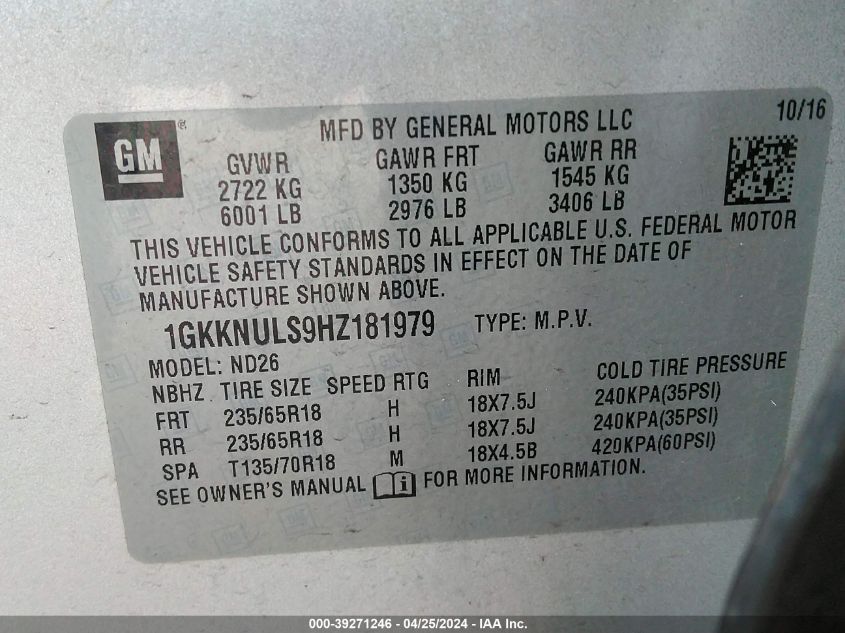 10/16
GM ® MFD BY GENERAL MOTORS LLC
GVWR GAWR FRT GAWR RR
2722 KG 1350 KG 1545 KG
6001 LB 2976 LB 3406 LB
THIS VEHICLE CONFORMS TO ALL APPLICABLE U.S. FEDERAL MOTOR
VEHICLE SAFETY STANDARDS IN EFFECT ON THE DATE OF
MANUFACTURE SHOWN ABOVE.
1GKKNULS9HZ181979 TYPE: M.P.V.
MODEL: ND26
NBHZ TIRE SIZE SPEED RTG RIM COLD TIRE PRESSURE
FRT 235/65R18 H 18X7.5J 240KPA(35PSI)
RR 235/65R18 H 18X7.5J 240KPA(35PSI)
SPA T135/70R18 M 18X4.5B 420KPA(60PSI)
SEE OWNER'S MANUAL i FOR MORE INFORMATION.
000-39271246 - 04/25/2024 - IAA Inc.